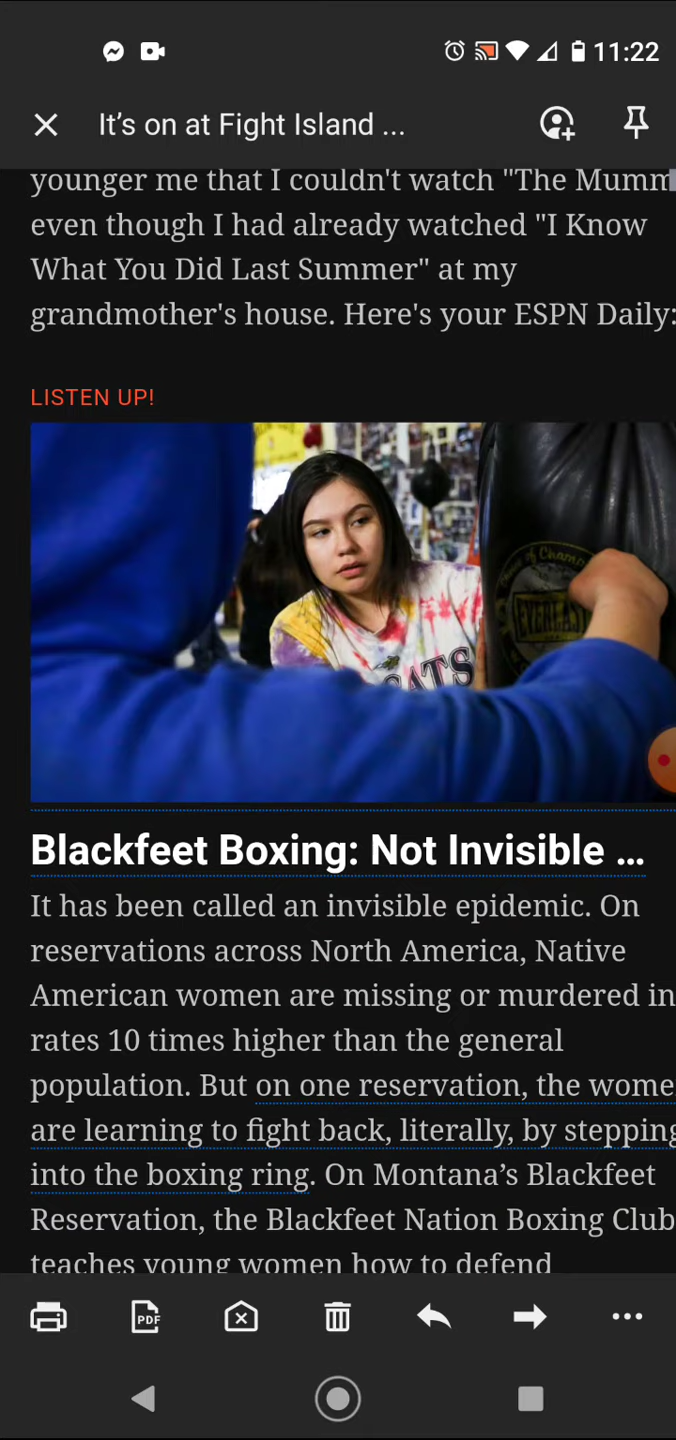 11:22
It's on at Fight Island ...
younger me that I couldn't watch "The Mumm
even though I had already watched "I Know
What You Did Last Summer" at my
grandmother's house. Here's your ESPN Daily:
LISTEN UP!
EVERLAST
CATS
Blackfeet Boxing: Not Invisible ...
It has been called an invisible epidemic. On
reservations across North America, Native
American women are missing or murdered in
rates 10 times higher than the general
population. But on one reservation, the wome
are learning to fight back, literally, by stepping
into the boxing ring. On Montana’s Blackfeet
Reservation, the Blackfeet Nation Boxing Club
teaches young women how to defend
PDF